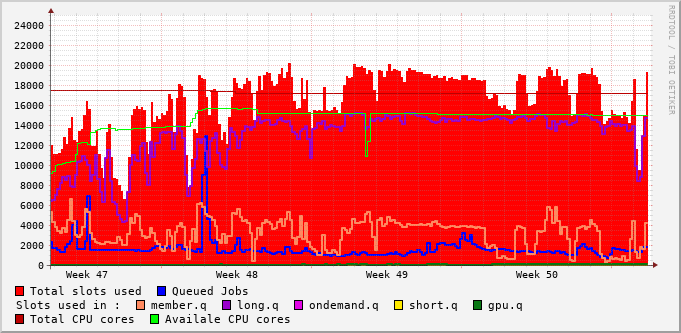 24000
22000
20000
18000
16000
14000
12000
10000
8000
6000
4000
2000
0
Week 47 Week 48 Week 49 Week 50
RRDTOOL / TOBI OETIKER
Total slots used Queued Jobs
Slots used in : member.q long.q ondemand.q short.q gpu.q
Total CPU cores Availale CPU cores